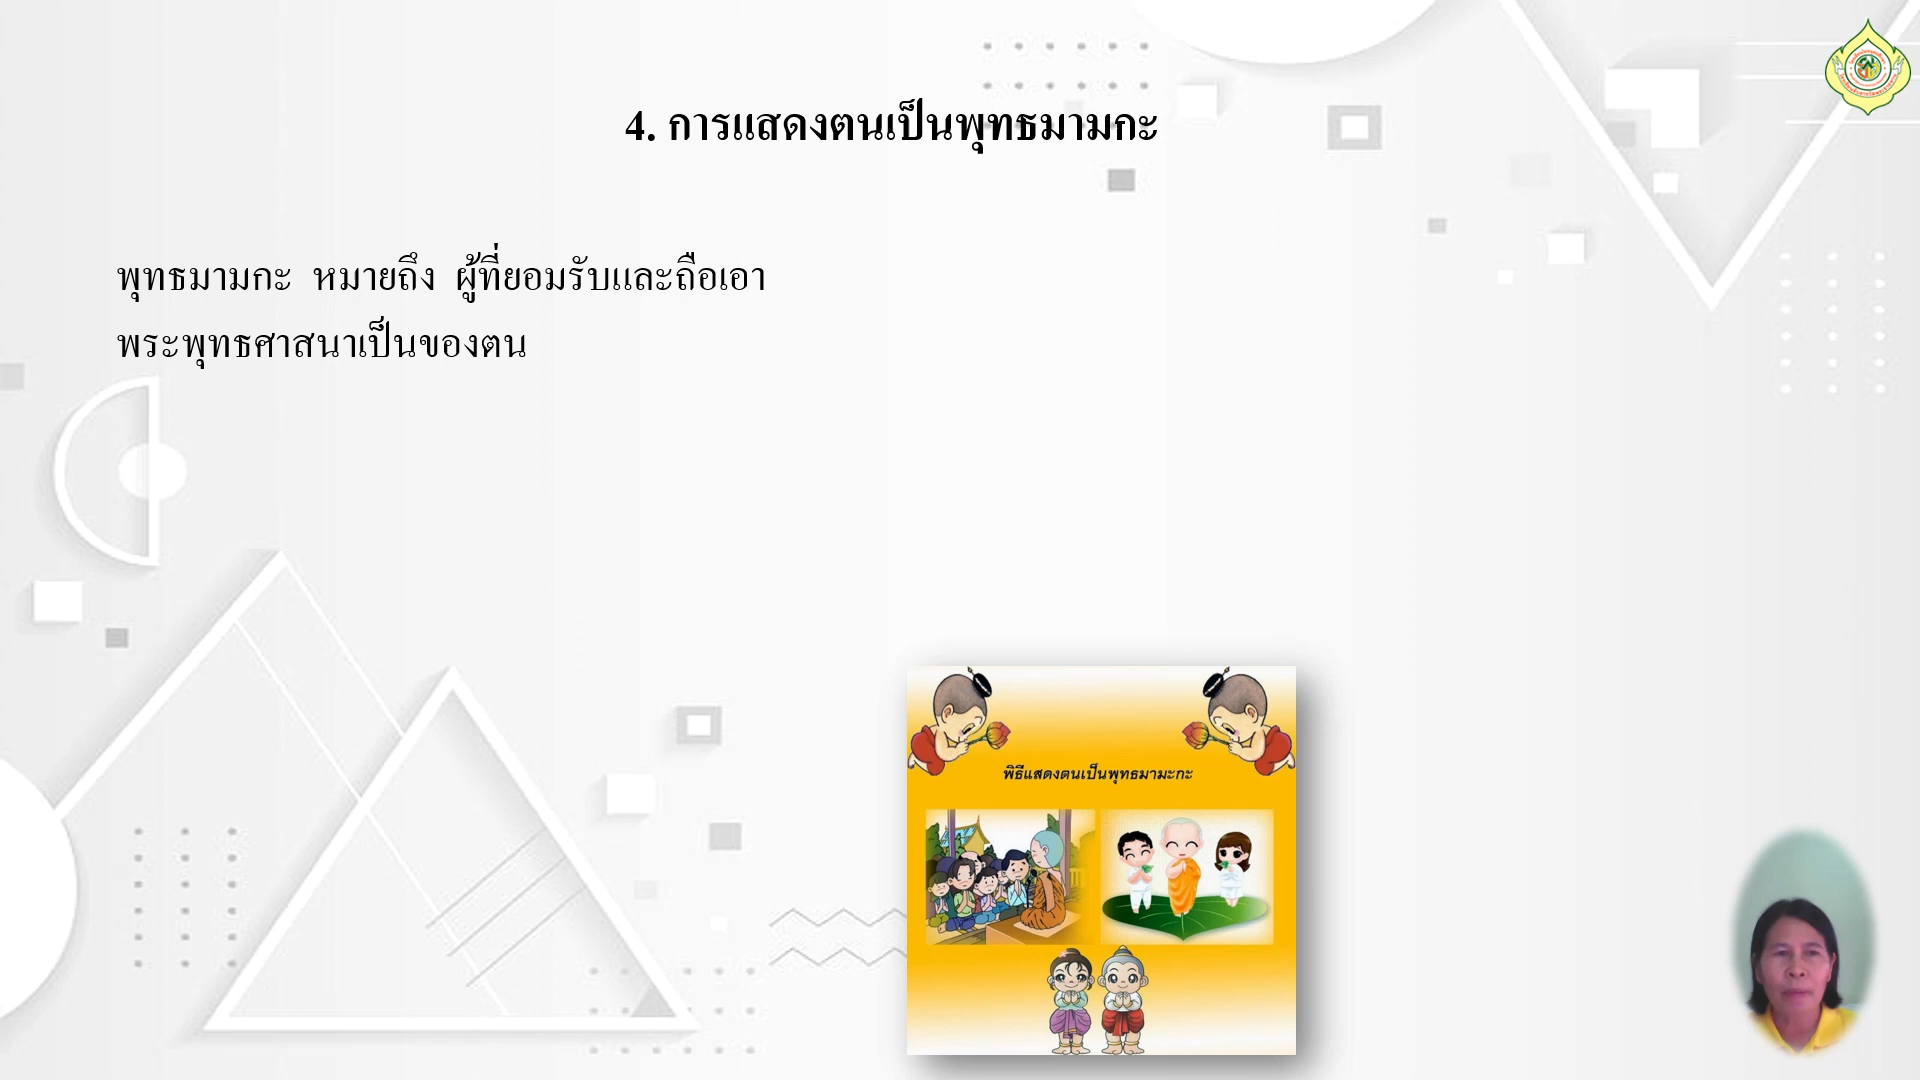 4. การแสดงตนเป็นพุทธมามกะ
พุทธมามกะ หมายถึง ผู้ที่ยอมรับและถือเอา
พระพุทธศาสนาเป็นของตน
พิธีแสดงตนเป็นพุทธมามะกะ